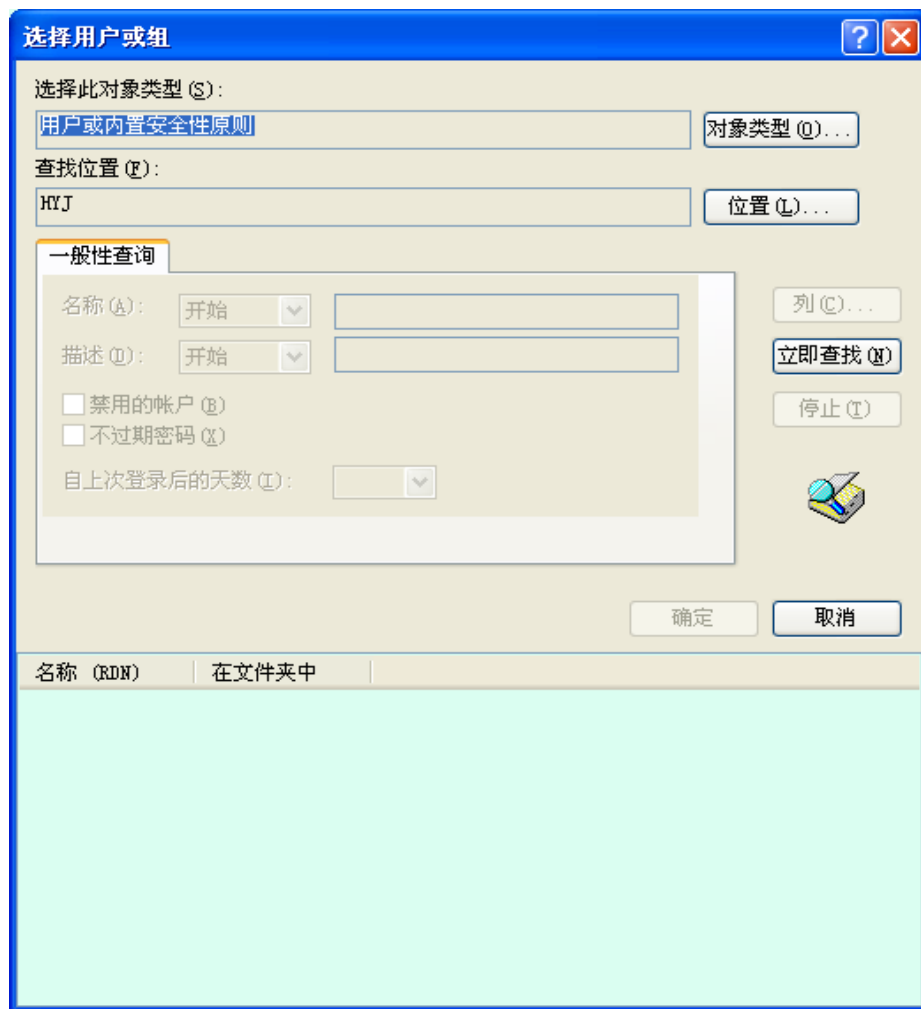 选择用户或组
选择此对象类型(S):
用户或内置安全性原则
对象类型(O)...
查找位置(F):
HYJ
位置(L)...
一般性查询
名称(A): 开始
列(C)...
描述(D): 开始
立即查找(N)
禁用的帐户(B)
停止(T)
不过期密码(X)
自上次登录后的天数(I):
确定 取消
名称 (RDN) 在文件夹中